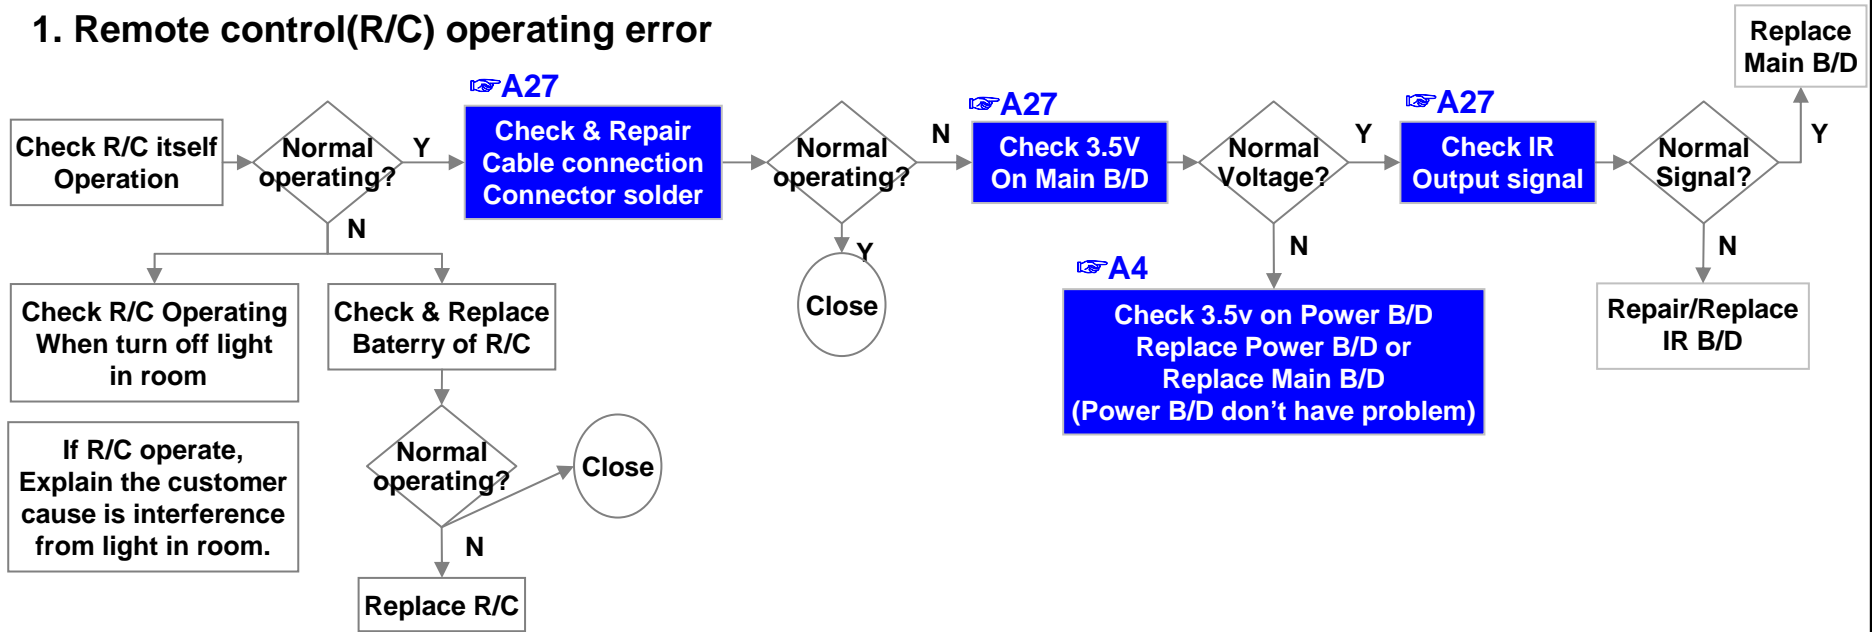 1. Remote control(R/C) operating error
Check R/C itself
Operation
Normal
operating?
Y
N
☞A27
Check & Repair
Cable connection
Connector solder
Normal
operating?
N
Y
Close
☞A27
Check 3.5V
On Main B/D
Normal
Voltage?
Y
N
☞A27
Check IR
Output signal
Normal
Signal?
Y
N
Replace
Main B/D
Repair/Replace
IR B/D
☞A4
Check 3.5v on Power B/D
Replace Power B/D or
Replace Main B/D
(Power B/D don’t have problem)
Check R/C Operating
When turn off light
in room
If R/C operate,
Explain the customer
cause is interference
from light in room.
Check & Replace
Baterry of R/C
Normal
operating?
Close
N
Replace R/C